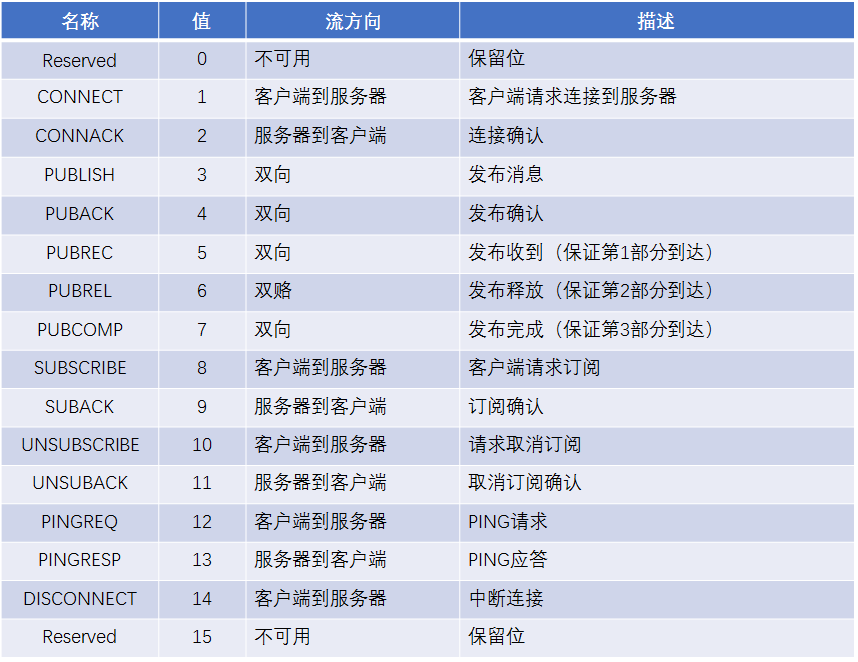 名称 值 流方向 描述
Reserved 0 不可用 保留位
CONNECT 1 客户端到服务器 客户端请求连接到服务器
CONNACK 2 服务器到客户端 连接确认
PUBLISH 3 双向 发布消息
PUBACK 4 双向 发布确认
PUBREC 5 双向 发布收到（保证第1部分到达）
PUBREL 6 双赂 发布释放（保证第2部分到达）
PUBCOMP 7 双向 发布完成（保证第3部分到达）
SUBSCRIBE 8 客户端到服务器 客户端请求订阅
SUBACK 9 服务器到客户端 订阅确认
UNSUBSCRIBE 10 客户端到服务器 请求取消订阅
UNSUBACK 11 服务器到客户端 取消订阅确认
PINGREQ 12 客户端到服务器 PING请求
PINGRESP 13 服务器到客户端 PING应答
DISCONNECT 14 客户端到服务器 中断连接
Reserved 15 不可用 保留位